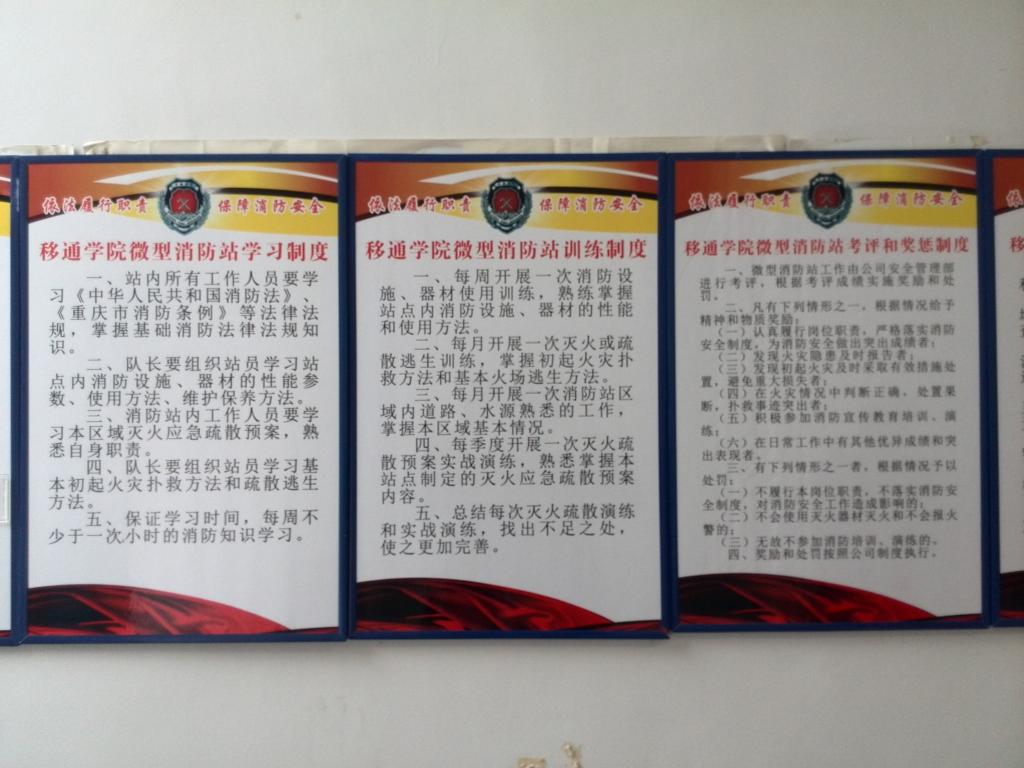 依法履行职责 保障消防安全
移通学院微型消防站学习制度
一、站内所有工作人员要学
习《中华人民共和国消防法》、
《重庆市消防条例》等法律法
规，掌握基础消防法律法规知
识。
二、队长要组织站员学习站
点内消防设施、器材的性能参
数、使用方法、维护保养方法。
三、消防站内工作人员要学
习本区域灭火应急疏散预案，熟
悉自身职责。
四、队长要组织站员学习基
本初起火灾扑救方法和疏散逃生
方法。
五、保证学习时间，每周不
少于一次小时的消防知识学习。
依法履行职责 保障消防安全
移通学院微型消防站训练制度
一、每周开展一次消防设
施、器材使用训练，熟练掌握
站点内消防设施、器材的性能
和使用方法。
二、每月开展一次灭火或疏
散逃生训练，掌握初起火灾扑
救方法和基本火场逃生方法。
三、每月开展一次消防站区
域内道路、水源熟悉的工作，
掌握本区域基本情况。
四、每季度开展一次灭火疏
散预案实战演练，熟悉掌握本
站点制定的灭火应急疏散预案
内容。
五、总结每次灭火疏散演练
和实战演练，找出不足之处，
使之更加完善。
依法履行职责 保障消防安全
移通学院微型消防站考评和奖惩制度
一、微型消防站工作由公司安全管理部
进行考评，根据考评成绩实施奖励和处
罚。
二、凡有下列情形之一，根据情况给予
精神和物质奖励：
（一）认真履行岗位职责，严格落实消防
安全制度，为消防安全做出突出成绩者；
（二）发现火灾隐患及时报告者；
（三）发现初起火灾及时采取有效措施处
置，避免重大损失者；
（四）在火灾情况中判断正确、处置果
断，扑救事迹突出者；
（五）积极参加消防宣传教育培训、演
练；
（六）在日常工作中有其他优异成绩和突
出表现者。
三、有下列情形之一者，根据情况予以
处罚：
（一）不履行本岗位职责，不落实消防安
全制度，对消防安全工作造成影响的；
（二）不会使用灭火器材灭火和不会报火
警的；
（三）无故不参加消防培训、演练的。
四、奖励和处罚按照公司制度执行。